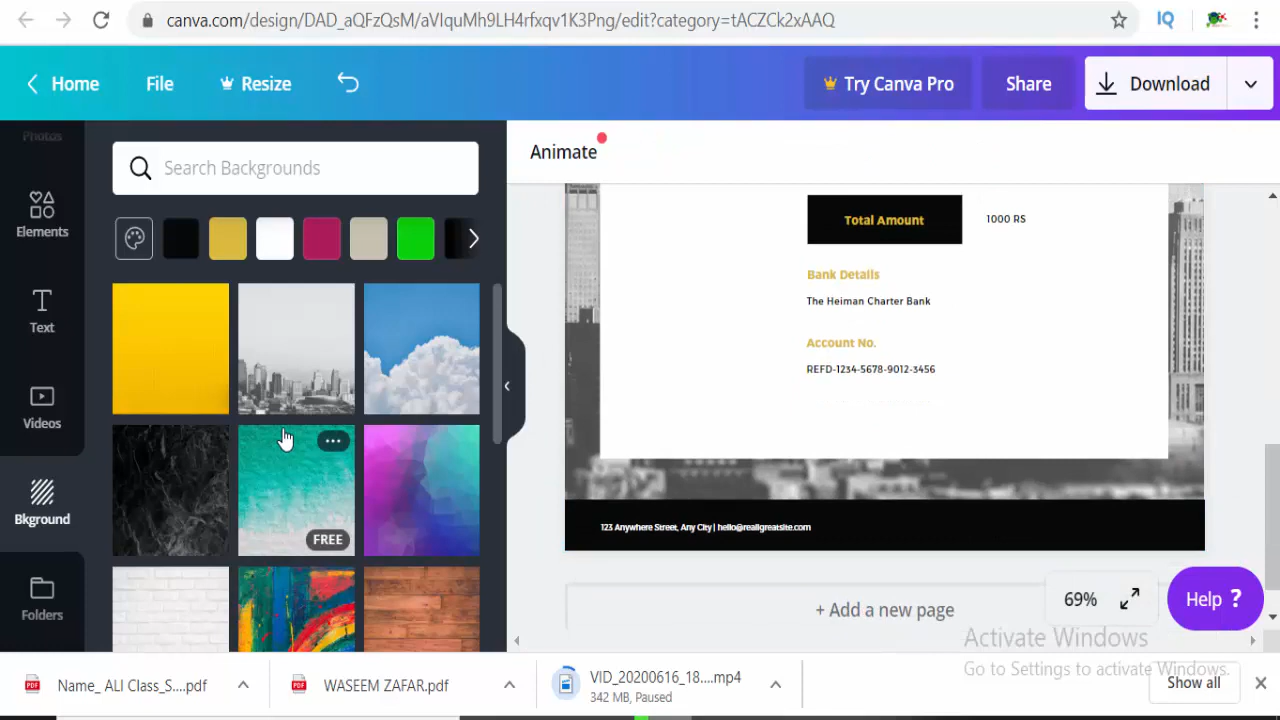 canva.com/design/DAD_aQFzQsM/aVIquMh9LH4rfxqv1K3Png/edit?category=tACZCk2xAAQ
IQ
Home
File
Resize
Try Canva Pro
Share
Download
Photos
Elements
Text
Videos
Bkground
Folders
Search Backgrounds
FREE
Animate
Total Amount
1000 RS
Bank Details
The Heiman Charter Bank
Account No.
REFD-1234-5678-9012-3456
123 Anywhere Street, Any City | hello@reallgreatsite.com
+ Add a new page
69%
Help ?
Activate Windows
Go to Settings to activate Windows.
Name_ ALI Class_S....pdf
WASEEM ZAFAR.pdf
VID_20200616_18....mp4
342 MB, Paused
Show all